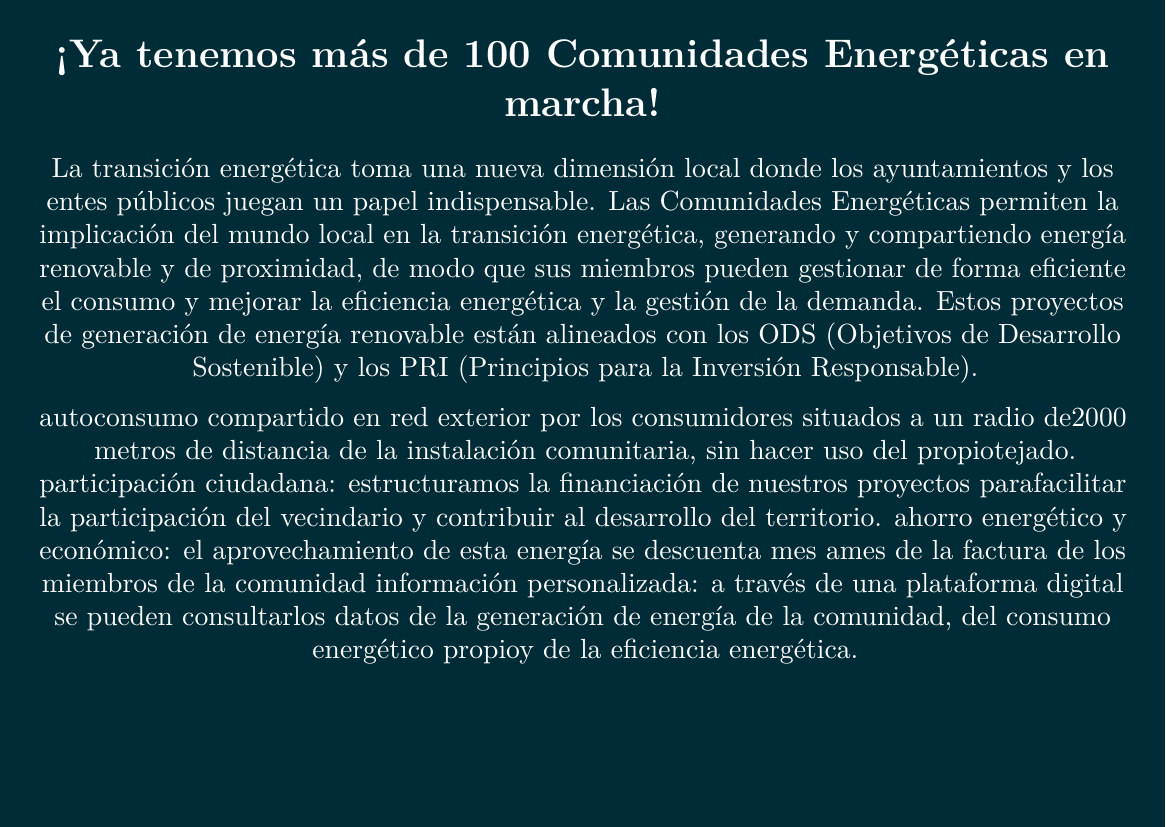 ¡Ya tenemos más de 100 Comunidades Energéticas en
marcha!
La transición energética toma una nueva dimensión local donde los ayuntamientos y los
entes públicos juegan un papel indispensable. Las Comunidades Energéticas permiten la
implicación del mundo local en la transición energética, generando y compartiendo energía
renovable y de proximidad, de modo que sus miembros pueden gestionar de forma eficiente
el consumo y mejorar la eficiencia energética y la gestión de la demanda. Estos proyectos
de generación de energía renovable están alineados con los ODS (Objetivos de Desarrollo
Sostenible) y los PRI (Principios para la Inversión Responsable).
autoconsumo compartido en red exterior por los consumidores situados a un radio de2000
metros de distancia de la instalación comunitaria, sin hacer uso del propiotejado.
participación ciudadana: estructuramos la financiación de nuestros proyectos parafacilitar
la participación del vecindario y contribuir al desarrollo del territorio. ahorro energético y
económico: el aprovechamiento de esta energía se descuenta mes ames de la factura de los
miembros de la comunidad información personalizada: a través de una plataforma digital
se pueden consultarlos datos de la generación de energía de la comunidad, del consumo
energético propioy de la eficiencia energética.